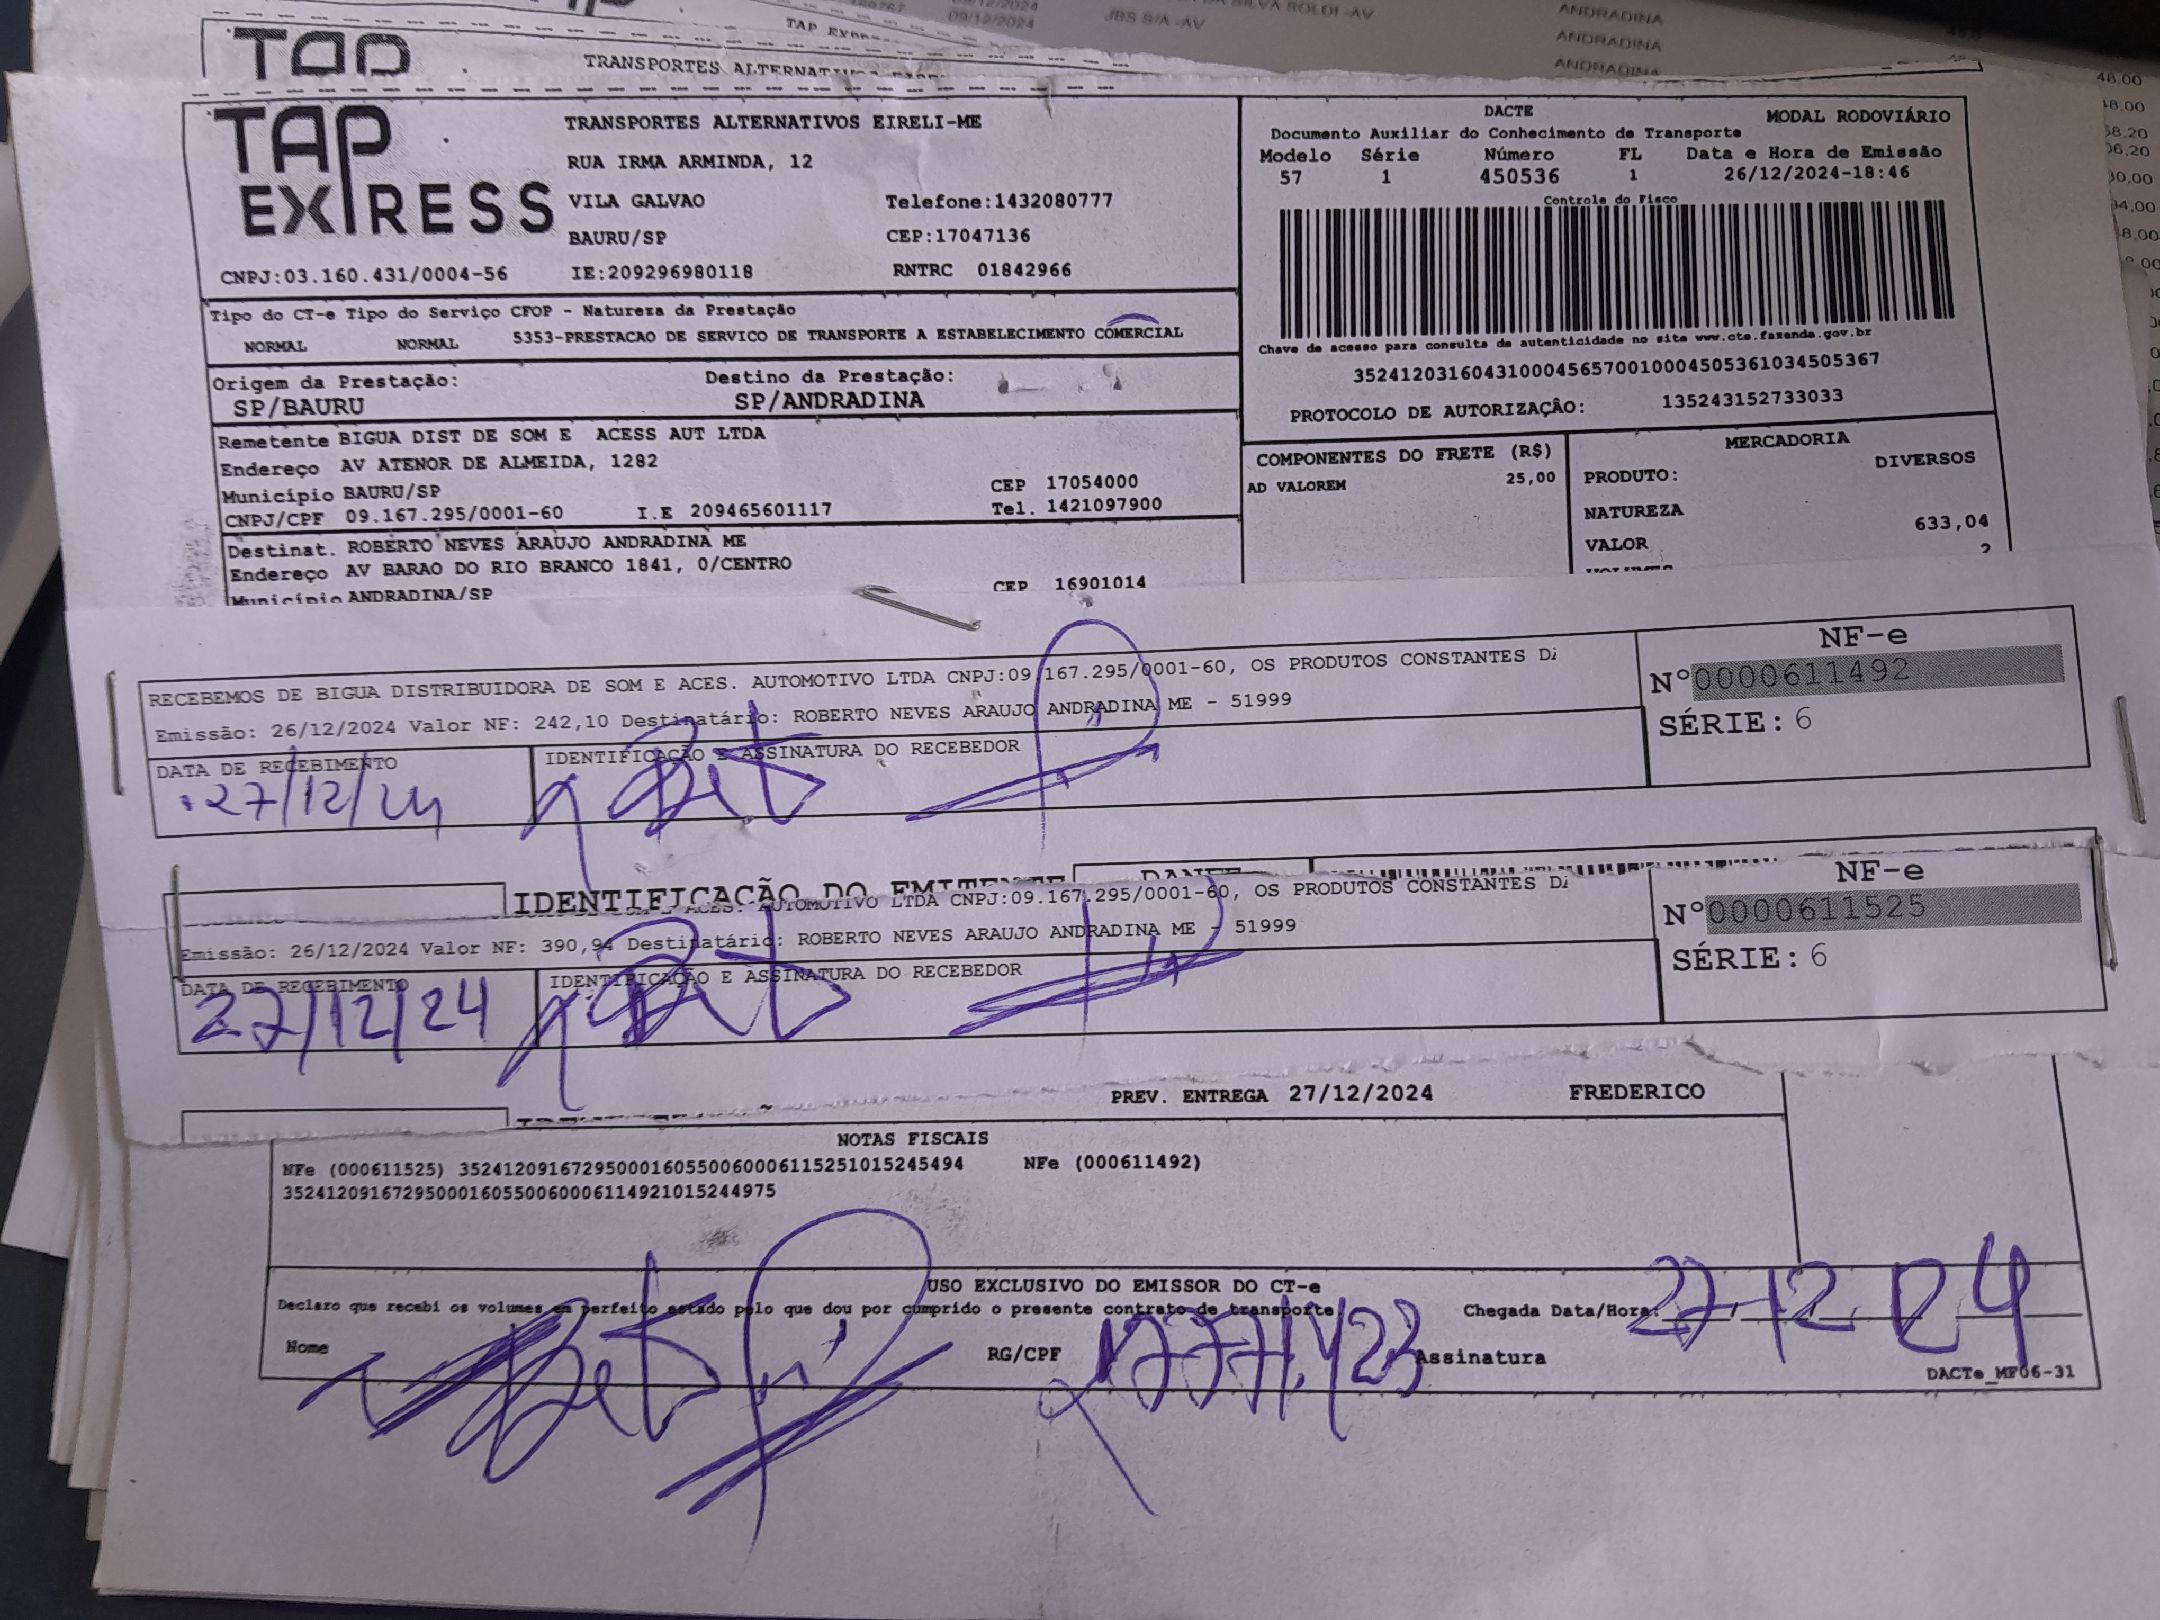 09/12/2024 JBS S/A -AV ANDRADINA
ANDRADINA
ANDRADINA
TAP
TRANSPORTES
48,00
TAP EXPRESS
TRANSPORTES ALTERNATIVOS EIRELI-ME
RUA IRMA ARMINDA, 12
VILA GALVAO Telefone:1432080777
BAURU/SP CEP:17047136
CNPJ:03.160.431/0004-56 IE:209296980118 RNTRC 01842966
DACTE MODAL RODOVIÁRIO
Documento Auxiliar do Conhecimento de Transporte
Modelo Série Número FL Data e Hora de Emissão
57 1 450536 1 26/12/2024-18:46
Controle do Fisco
Chave de acesso para consulta de autenticidade no site www.cte.fazenda.gov.br
35241203160431000456570010004505361034505367
PROTOCOLO DE AUTORIZAÇÂO: 135243152733033
Tipo do CT-e Tipo do Serviço CFOP - Natureza da Prestação
NORMAL NORMAL 5353-PRESTACAO DE SERVICO DE TRANSPORTE A ESTABELECIMENTO COMERCIAL
Origem da Prestação: Destino da Prestação:
SP/BAURU SP/ANDRADINA
Remetente BIGUA DIST DE SOM E ACESS AUT LTDA
Endereço AV ATENOR DE ALMEIDA, 1282
Município BAURU/SP CEP 17054000
CNPJ/CPF 09.167.295/0001-60 I.E 209465601117 Tel. 1421097900
Destinat. ROBERTO NEVES ARAUJO ANDRADINA ME
Endereço AV BARAO DO RIO BRANCO 1841, 0/CENTRO
Município ANDRADINA/SP CEP 16901014
COMPONENTES DO FRETE (R$)
AD VALOREM 25,00
MERCADORIA
PRODUTO: DIVERSOS
NATUREZA
VALOR 633,04
RECEBEMOS DE BIGUA DISTRIBUIDORA DE SOM E ACES. AUTOMOTIVO LTDA CNPJ:09.167.295/0001-60, OS PRODUTOS CONSTANTES
Emissão: 26/12/2024 Valor NF: 242,10 Destinatário: ROBERTO NEVES ARAUJO ANDRADINA ME - 51999
DATA DE RECEBIMENTO IDENTIFICAÇÃO E ASSINATURA DO RECEBEDOR
27/12/24
NF-e
Nº0000611492
SÉRIE: 6
IDENTIFICAÇÃO DO EMITENTE DANFE
ACES. AUTOMOTIVO LTDA CNPJ:09.167.295/0001-60, OS PRODUTOS CONSTANTES
Emissão: 26/12/2024 Valor NF: 390,94 Destinatário: ROBERTO NEVES ARAUJO ANDRADINA ME - 51999
DATA DE RECEBIMENTO IDENTIFICAÇÃO E ASSINATURA DO RECEBEDOR
27/12/24
NF-e
Nº0000611525
SÉRIE: 6
PREV. ENTREGA 27/12/2024 FREDERICO
NOTAS FISCAIS
NFe (000611525) 35241209167295000160550060006115251015245494 NFe (000611492)
35241209167295000160550060006114921015244975
USO EXCLUSIVO DO EMISSOR DO CT-e
Declaro que recebi os volumes em perfeito estado pelo que dou por cumprido o presente contrato de transporte. Chegada Data/Hora: 27 12 24
Nome RG/CPF Assinatura
DACTe_MF06-31